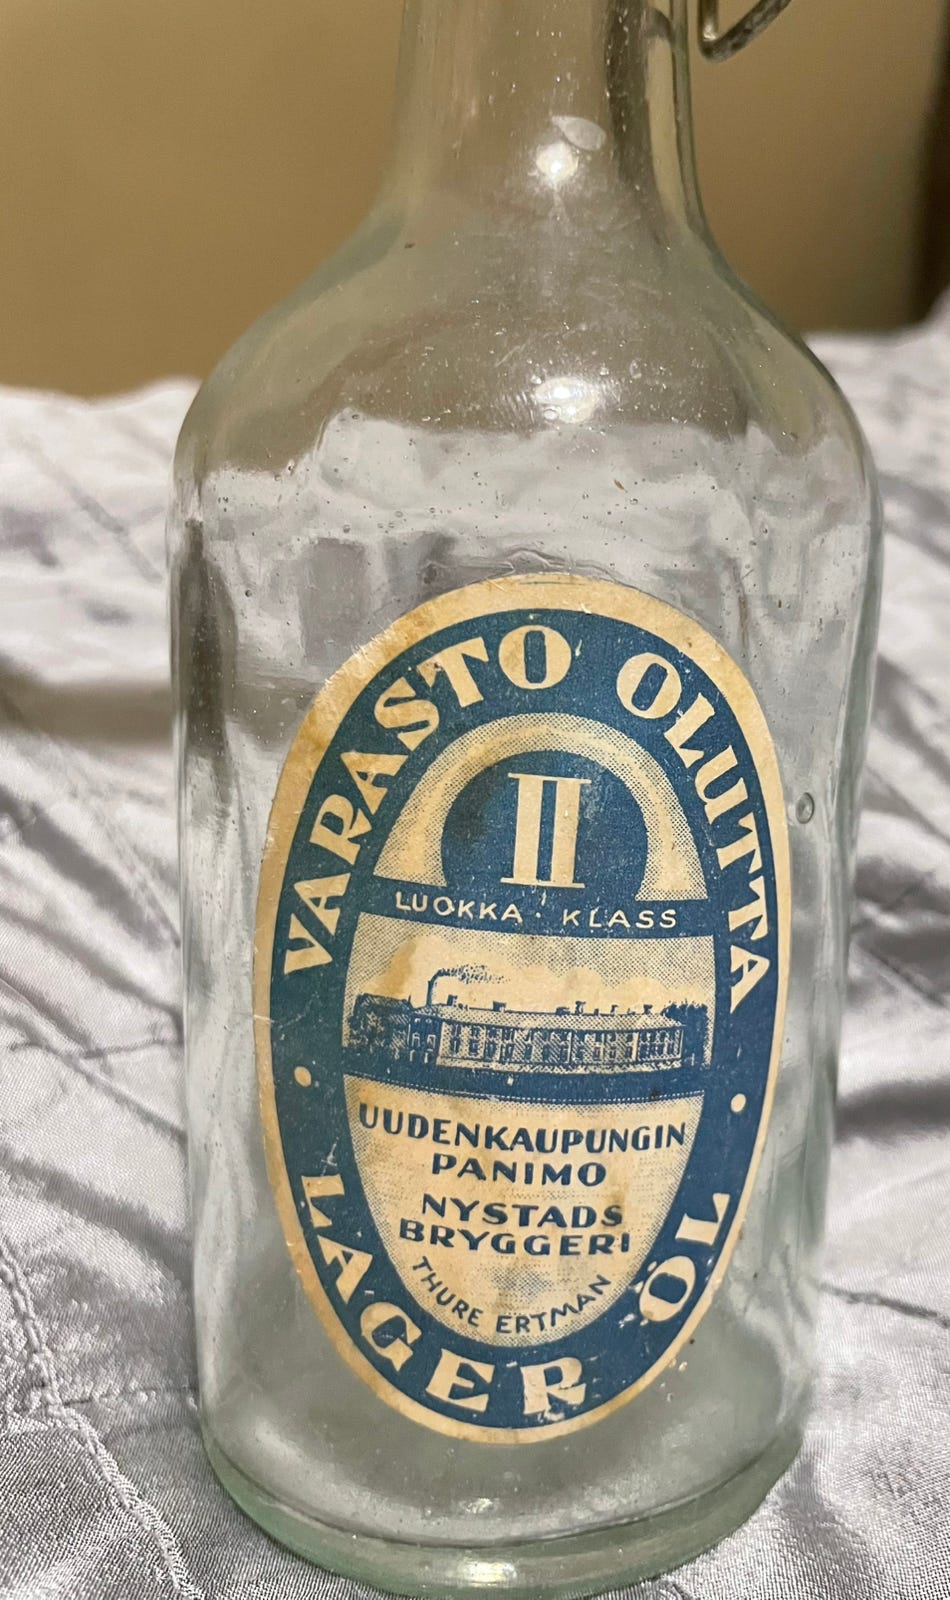 VARASTO OLUTTA
II
LUOKKA · KLASS
UUDENKAUPUNGIN
PANIMO
NYSTADS
BRYGGERI
THURE ERTMAN
LAGER ÖL